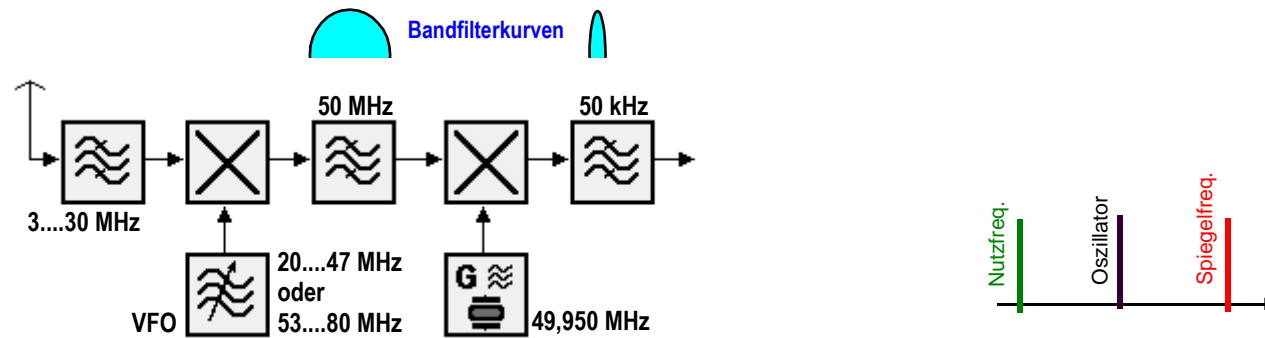 Bandfilterkurven
50 MHz
50 kHz
3....30 MHz
VFO
20....47 MHz
oder
53....80 MHz
G
49,950 MHz
Nutzfreq.
Oszillator
Spiegelfreq.